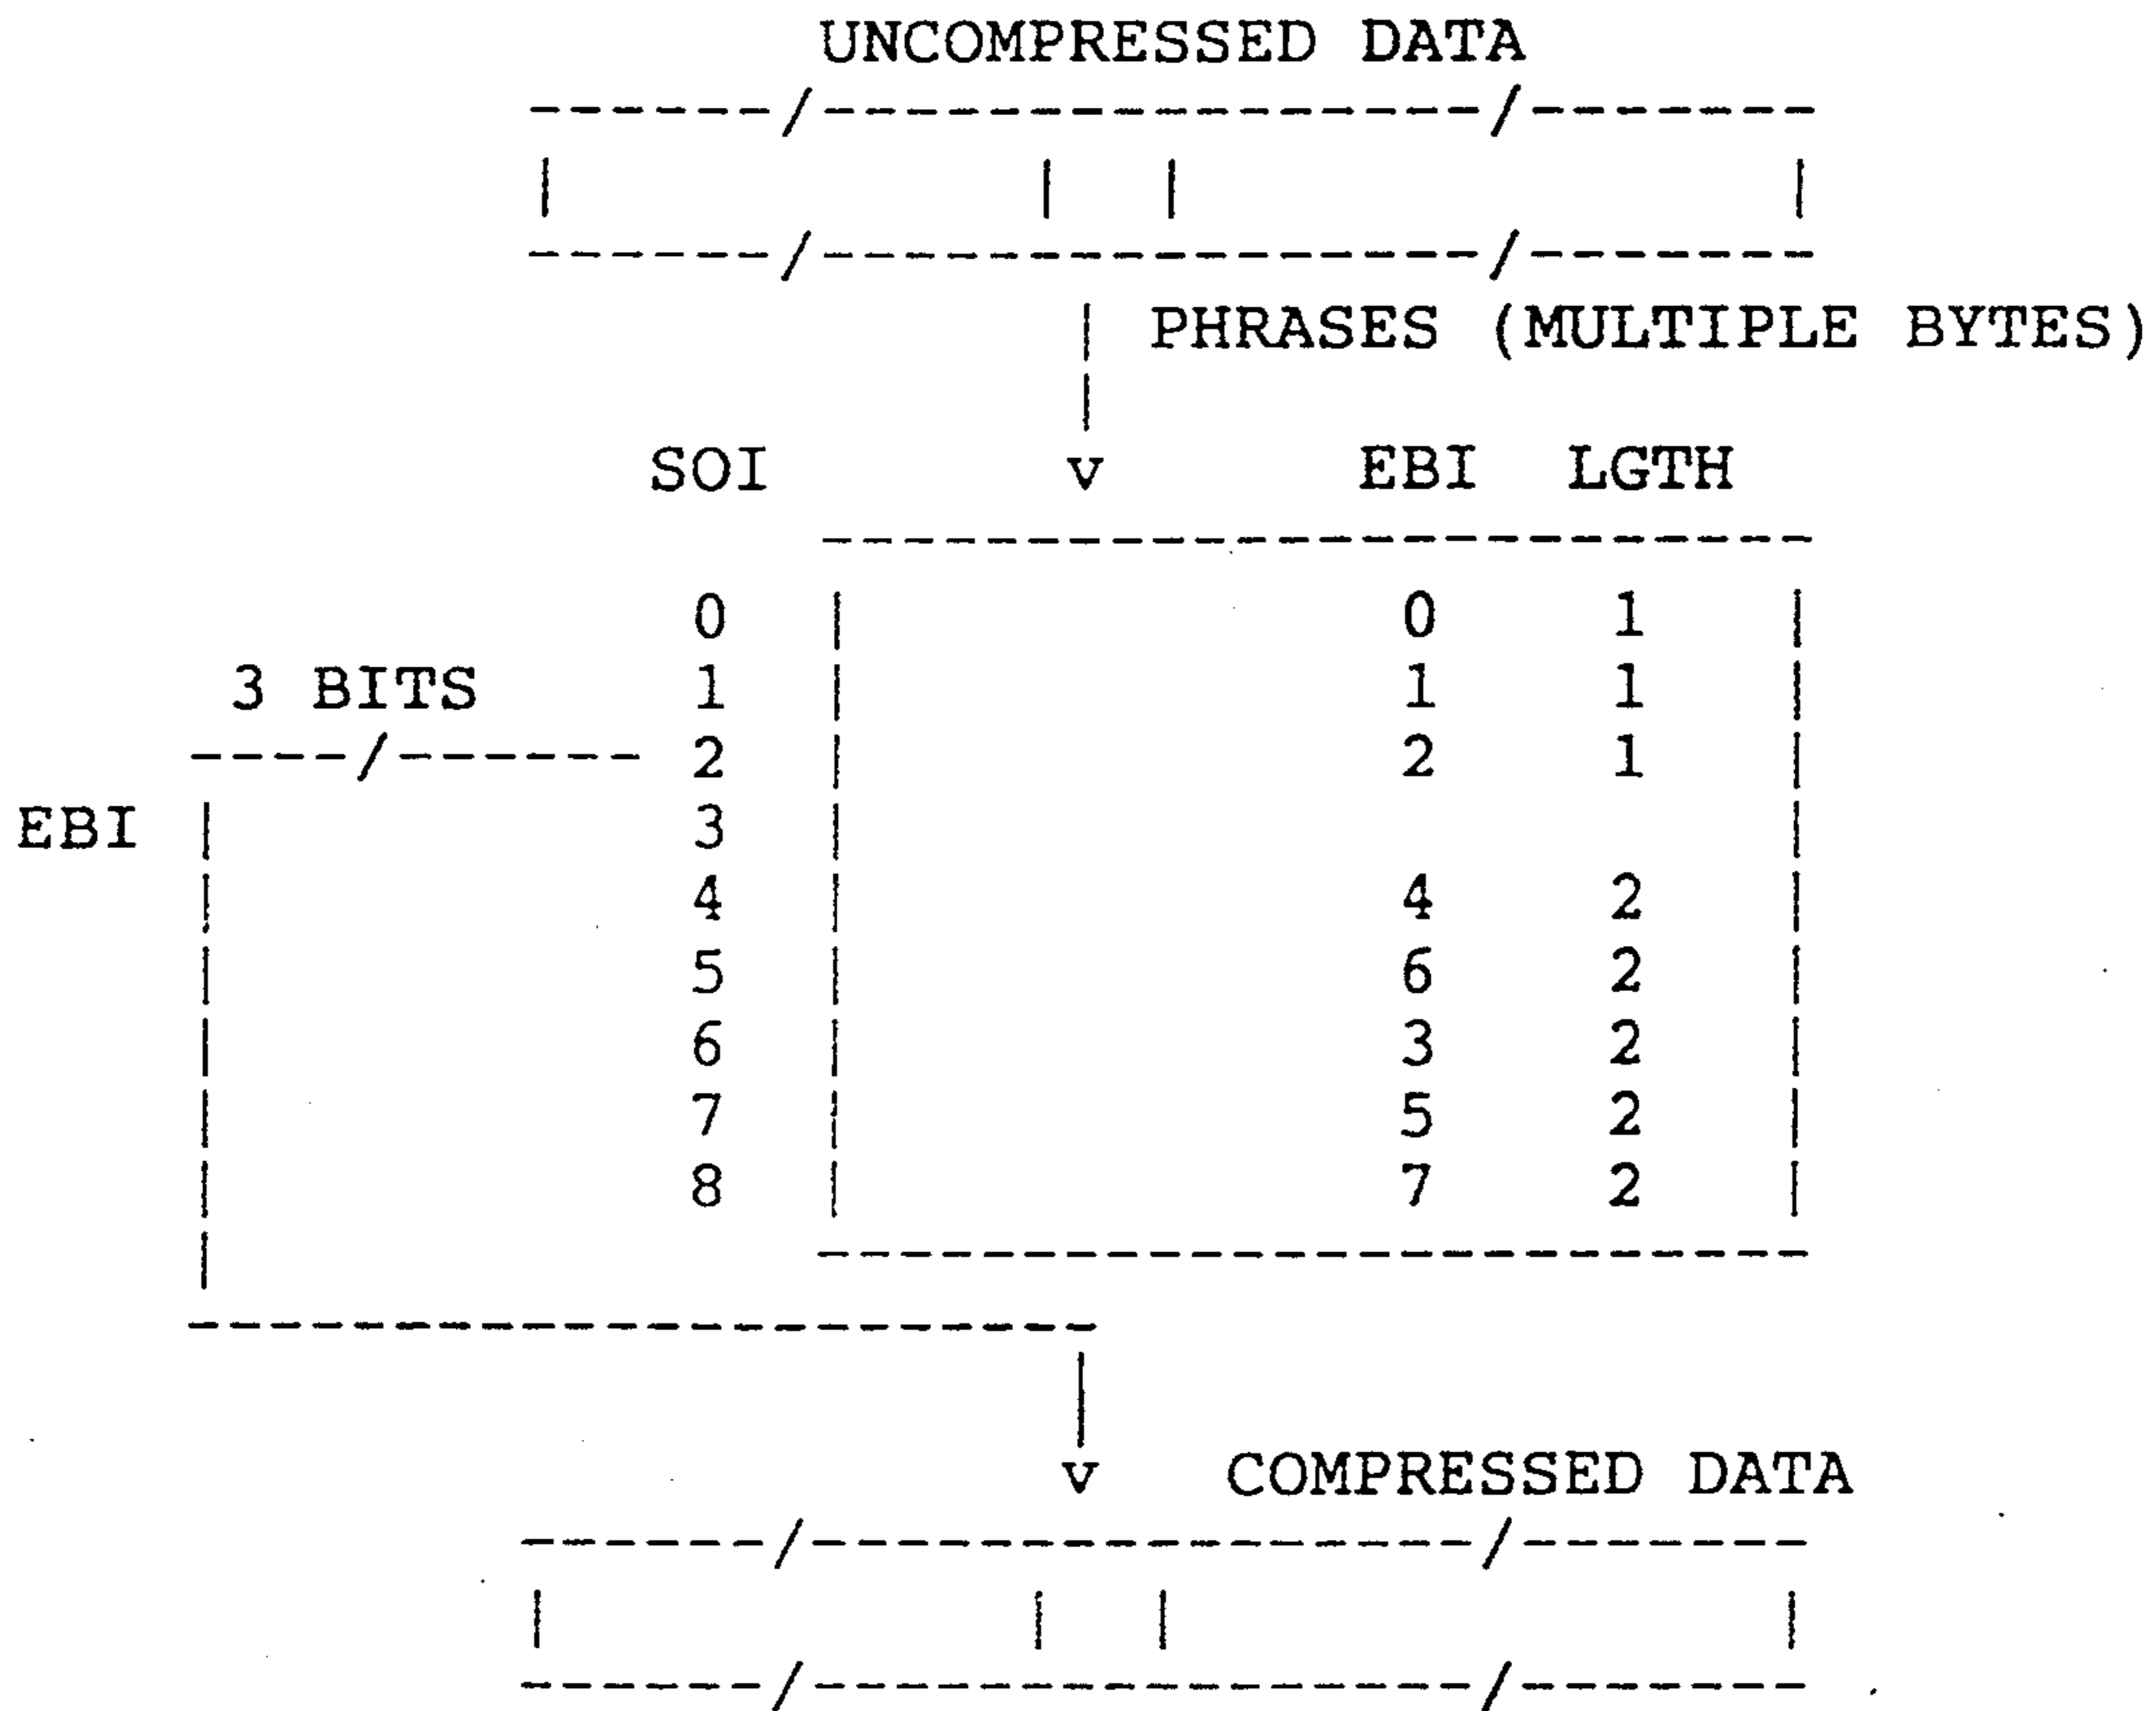 UNCOMPRESSED DATA
PHRASES (MULTIPLE BYTES)
SOI v EBI LGTH
0 0 1
3 BITS 1 1 1
2 2 1
EBI 3
4 4 2
5 6 2
6 3 2
7 5 2
8 7 2
v COMPRESSED DATA